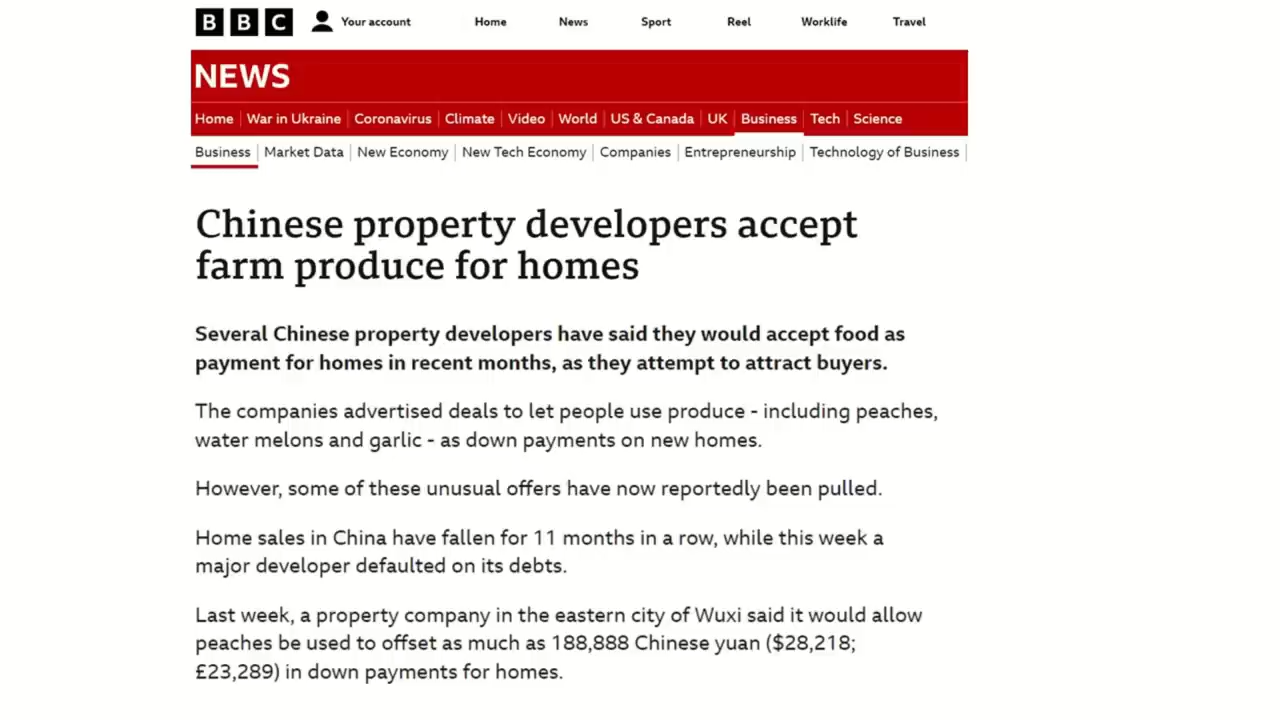 BBC Your account Home News Sport Reel Worklife Travel
NEWS
Home War in Ukraine Coronavirus Climate Video World US & Canada UK Business Tech Science
Business Market Data New Economy New Tech Economy Companies Entrepreneurship Technology of Business
Chinese property developers accept
farm produce for homes
Several Chinese property developers have said they would accept food as
payment for homes in recent months, as they attempt to attract buyers.
The companies advertised deals to let people use produce - including peaches,
water melons and garlic - as down payments on new homes.
However, some of these unusual offers have now reportedly been pulled.
Home sales in China have fallen for 11 months in a row, while this week a
major developer defaulted on its debts.
Last week, a property company in the eastern city of Wuxi said it would allow
peaches be used to offset as much as 188,888 Chinese yuan ($28,218;
£23,289) in down payments for homes.